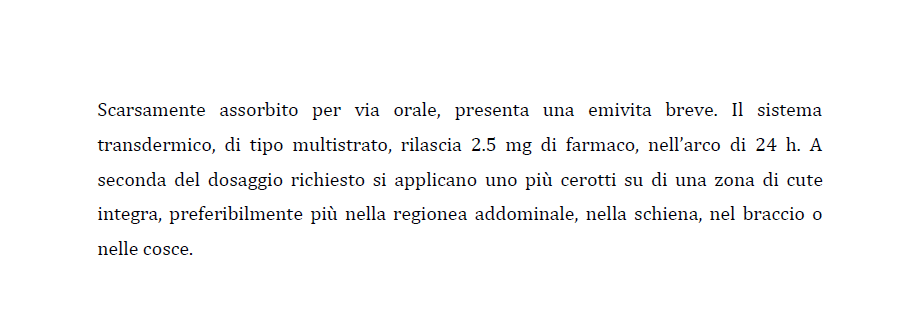 Scarsamente assorbito per via orale, presenta una emivita breve. Il sistema
transdermico, di tipo multistrato, rilascia 2.5 mg di farmaco, nell’arco di 24 h. A
seconda del dosaggio richiesto si applicano uno più cerotti su di una zona di cute
integra, preferibilmente più nella regionea addominale, nella schiena, nel braccio o
nelle cosce.